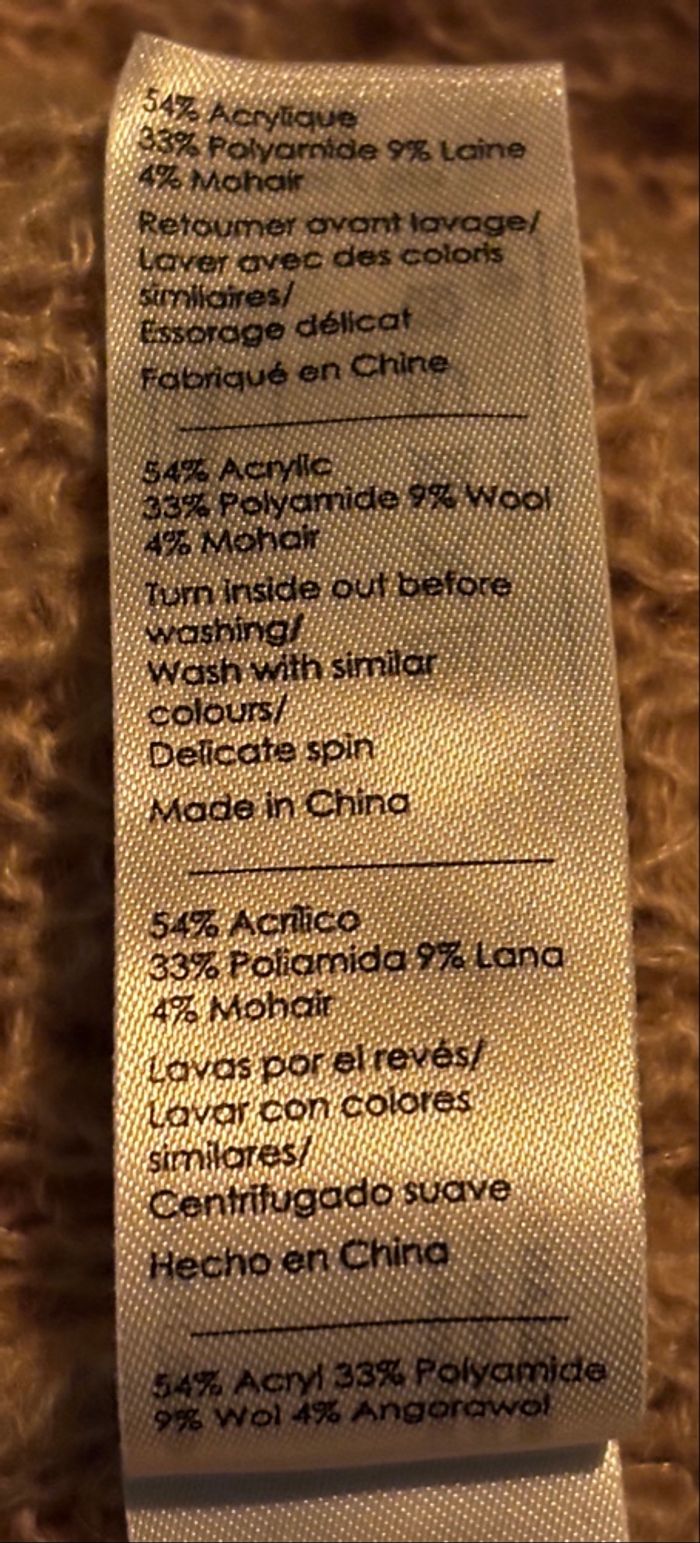 54% Acrylique
33% Polyamide 9% Laine
4% Mohair
Retourner avant lavage/
Laver avec des coloris
similaires/
Essorage délicat
Fabriqué en Chine
54% Acrylic
33% Polyamide 9% Wool
4% Mohair
Turn inside out before
washing/
Wash with similar
colours/
Delicate spin
Made in China
54% Acrílico
33% Poliamida 9% Lana
4% Mohair
Lavas por el revés/
Lavar con colores
similares/
Centrifugado suave
Hecho en China
54% Acryl 33% Polyamide
9% Wol 4% Angorawol